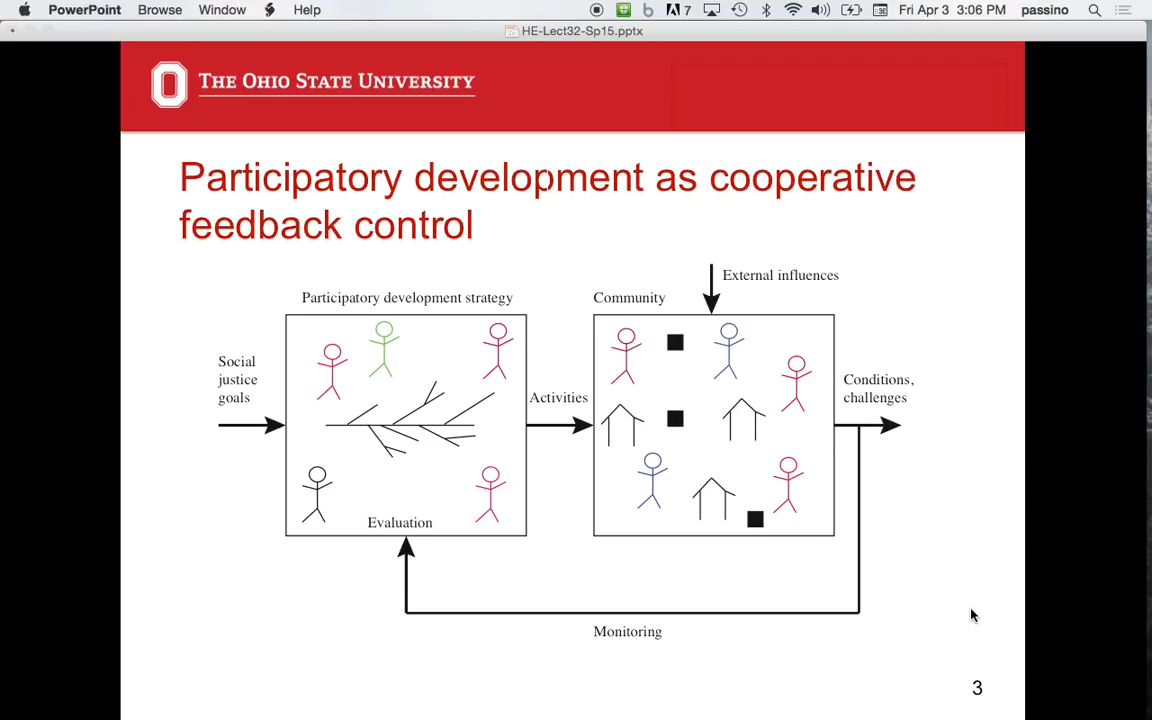 PowerPoint Browse Window Help 7 Fri Apr 3 3:06 PM passino
HE-Lect32-Sp15.pptx
THE OHIO STATE UNIVERSITY
Participatory development as cooperative
feedback control
External influences
Participatory development strategy
Community
Social
justice
goals
Activities
Conditions,
challenges
Evaluation
Monitoring
3